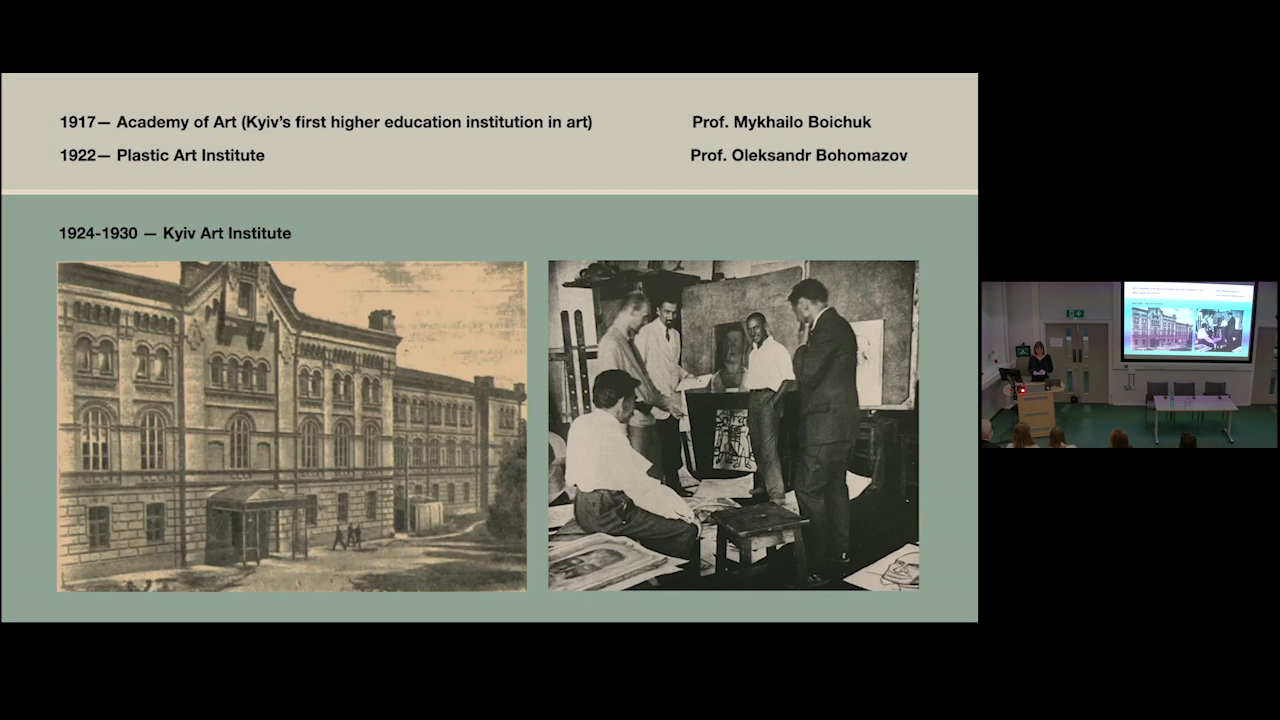 1917— Academy of Art (Kyiv's first higher education institution in art)
Prof. Mykhailo Boichuk
1922— Plastic Art Institute
Prof. Oleksandr Bohomazov
1924-1930 — Kyiv Art Institute